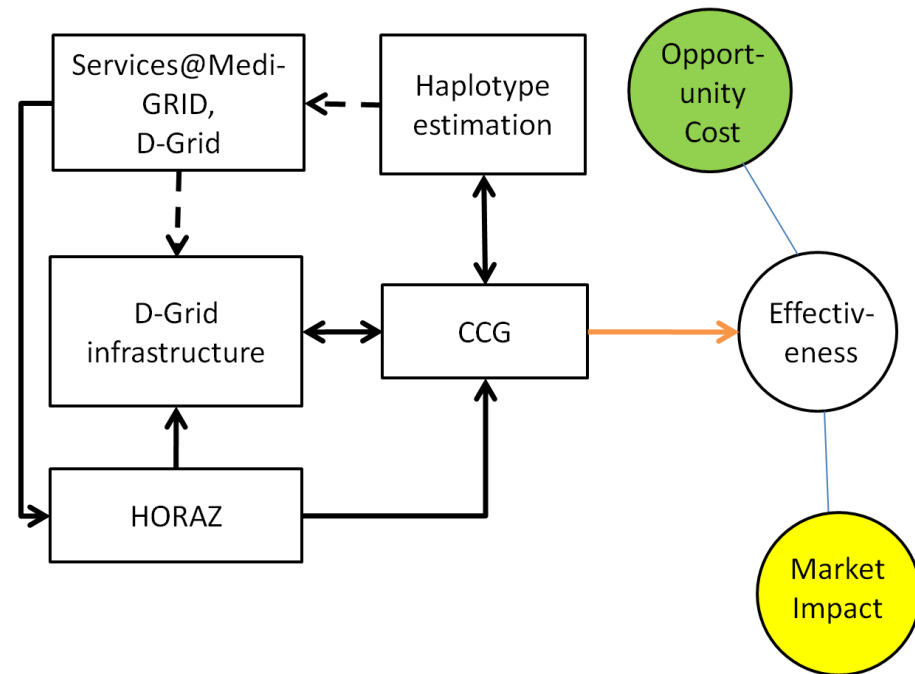 Services@Medi-
GRID,
D-Grid
Haplotype
estimation
Opport-
unity
Cost
D-Grid
infrastructure
CCG
Effectiv-
eness
HORAZ
Market
Impact